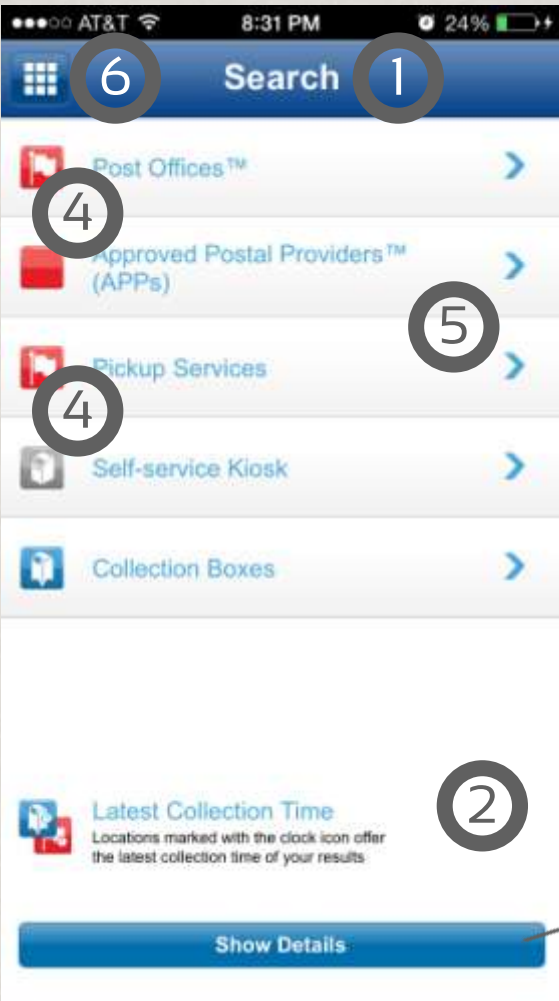 AT&T 8:31 PM 24%
6 Search 1
Post Offices™
4
Approved Postal Providers™
(APPs)
5
Pickup Services
4
Self-service Kiosk
Collection Boxes
2
Latest Collection Time
Locations marked with the clock icon offer
the latest collection time of your results
Show Details